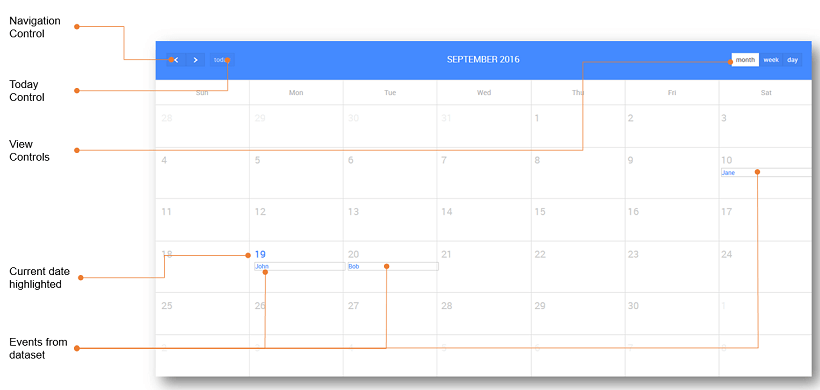 Navigation
Control
< > today SEPTEMBER 2016 month week day
Today
Control
Sun Mon Tue Wed Thu Fri Sat
28 29 30 31 1 2 3
View
Controls
4 5 6 7 8 9 10
Jane
11 12 13 14 15 16 17
18 19 20 21 22 23 24
John Bob
Current date
highlighted
25 26 27 28 29 30 1
Events from
dataset
2 3 4 5 6 7 8